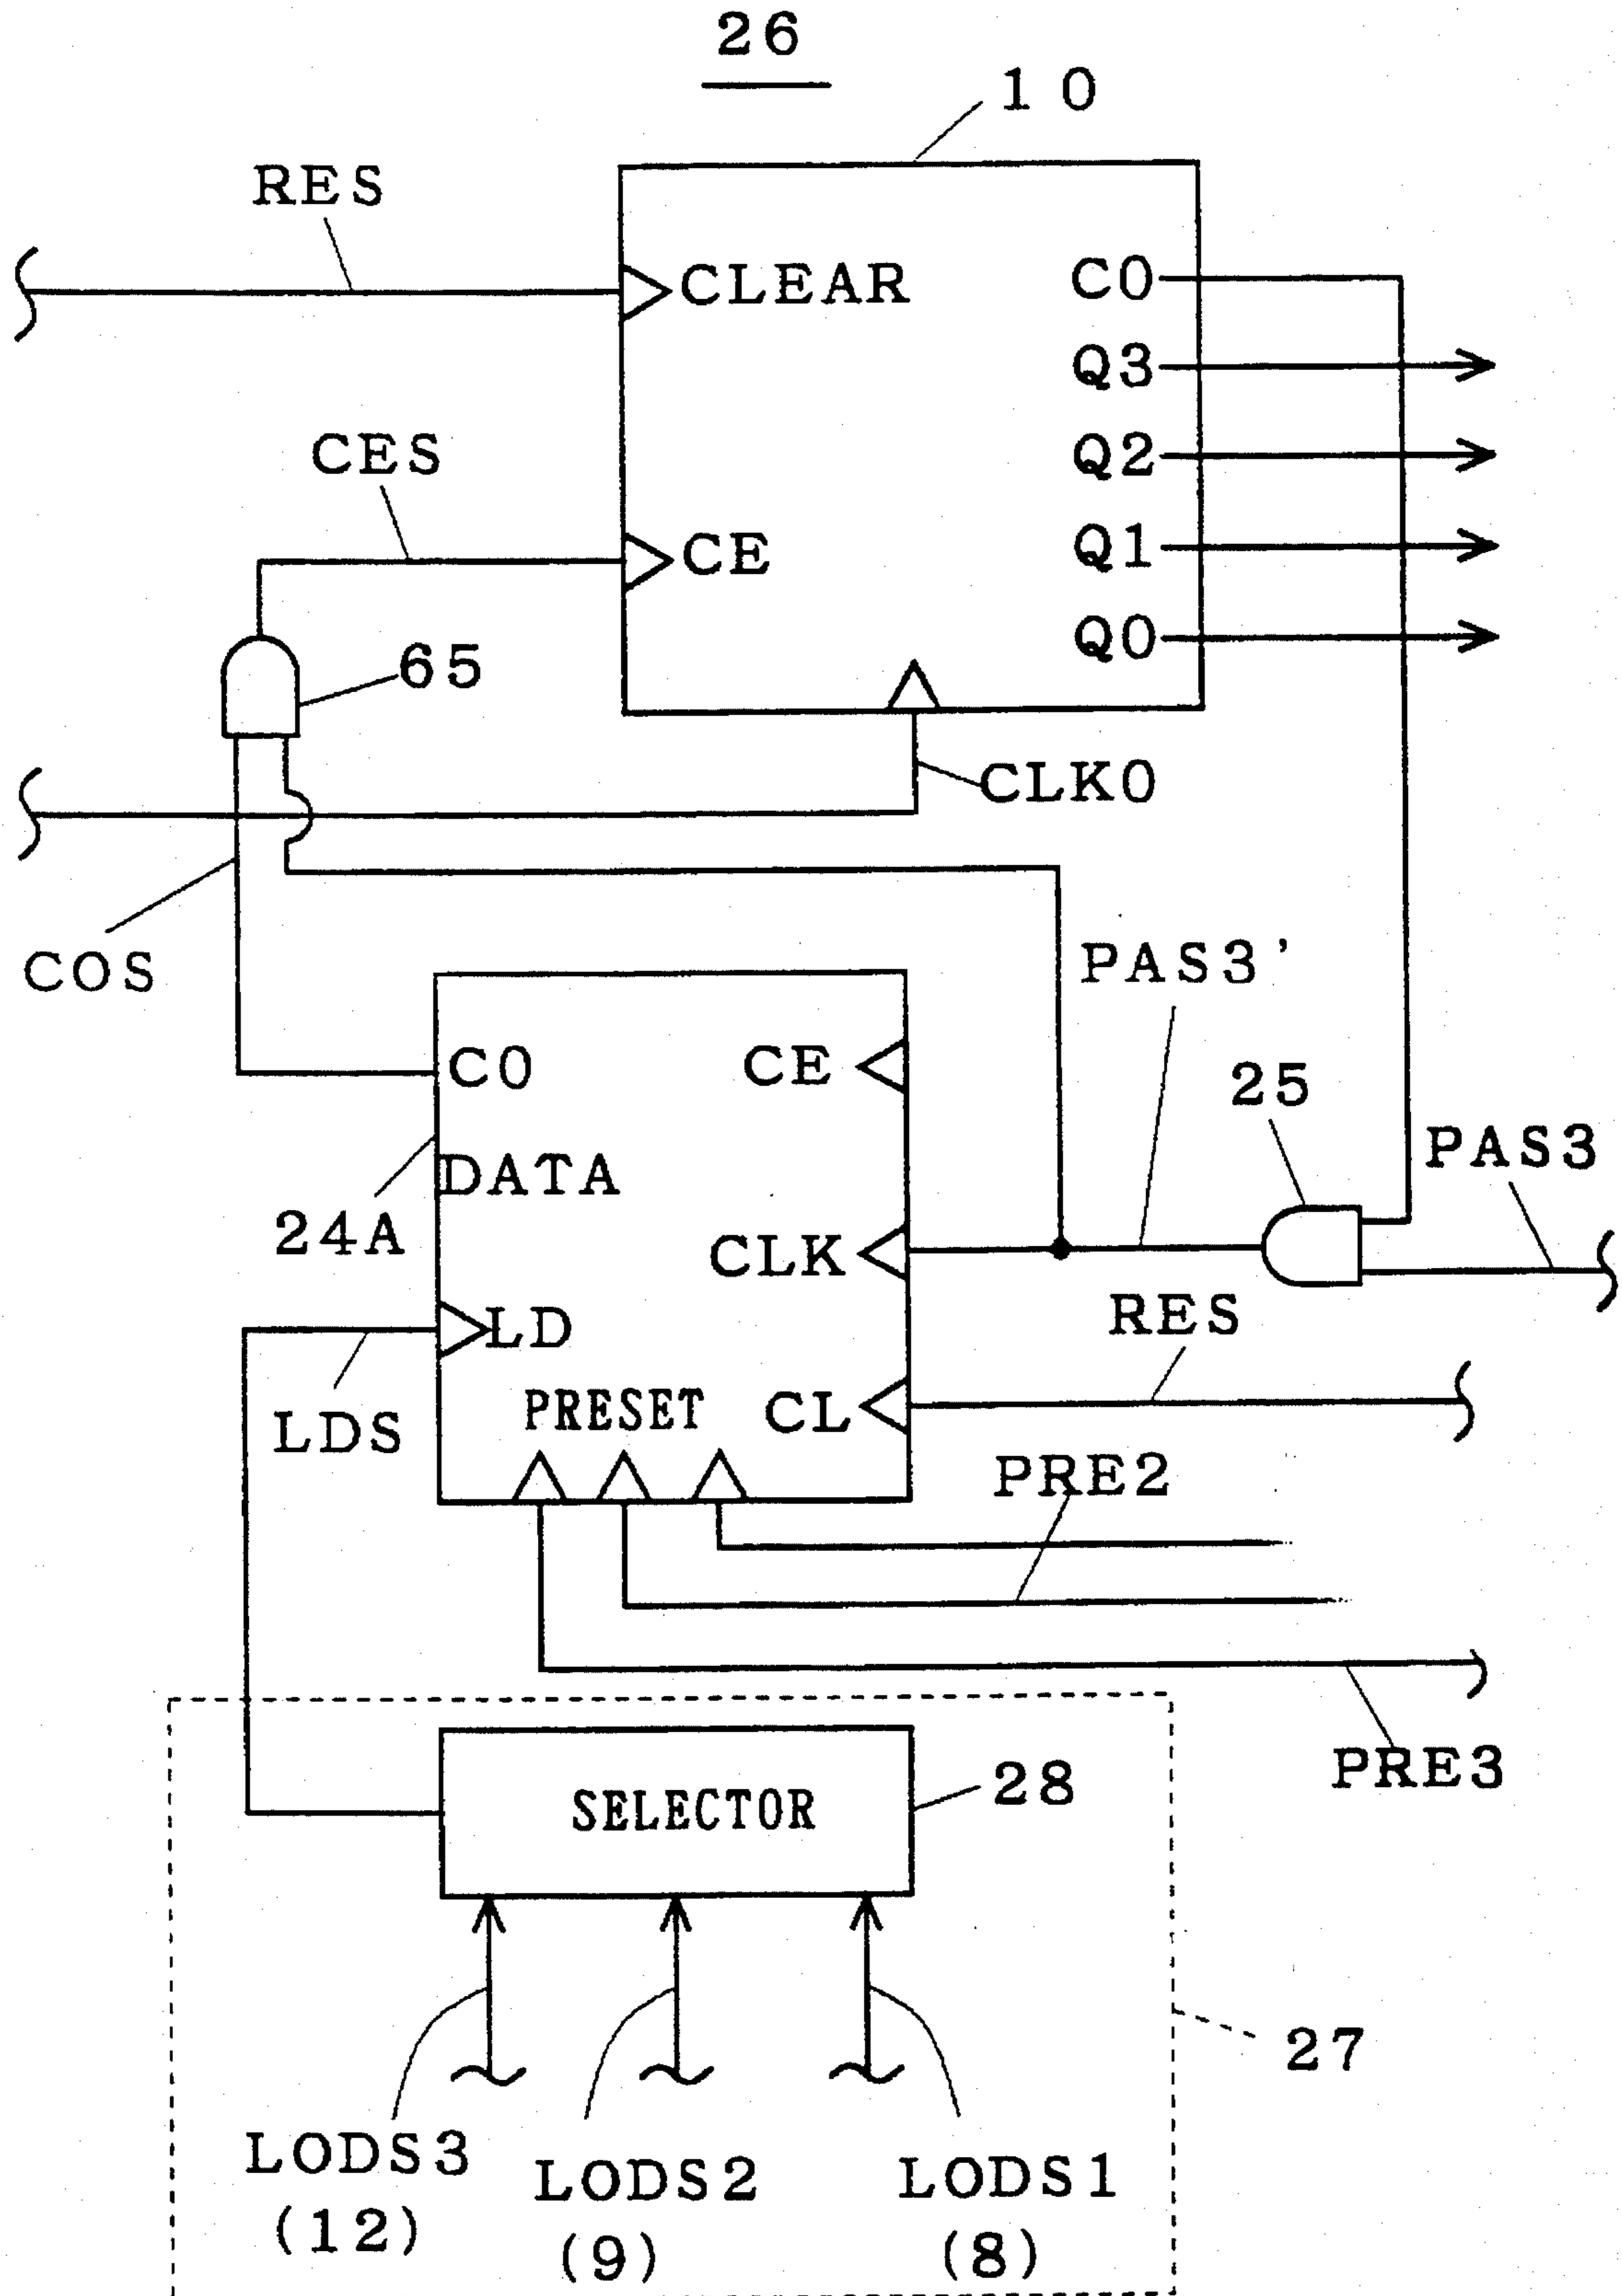 26
10
RES
CLEAR
C0
Q3
CES
Q2
CE
Q1
Q0
65
CLK0
COS
PAS3'
C0
CE
25
DATA
PAS3
24A
CLK
RES
LD
PRESET
CL
LDS
PRE2
PRE3
SELECTOR
28
27
LODS3
(12)
LODS2
(9)
LODS1
(8)